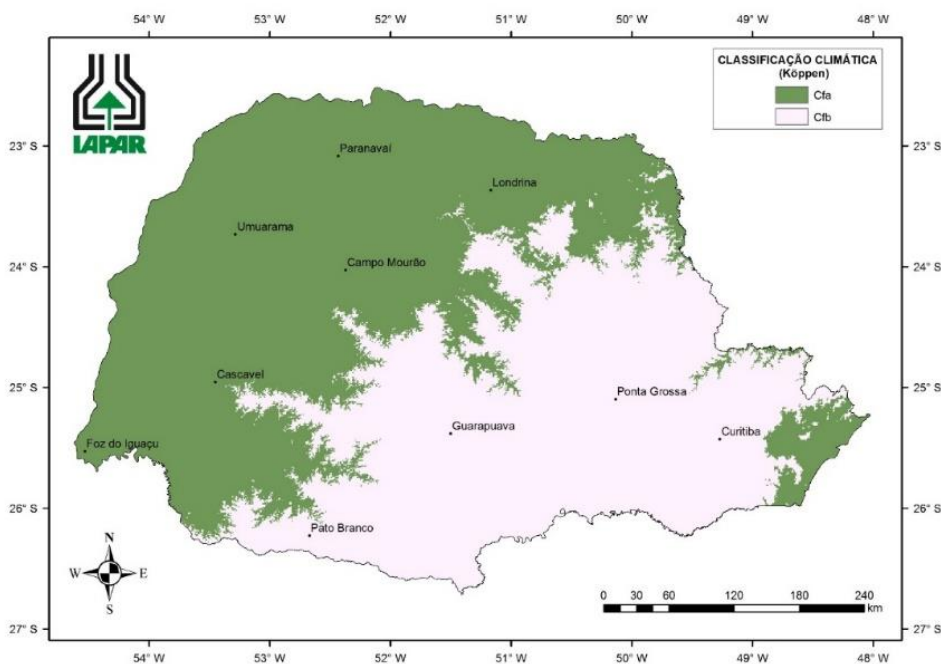 54° W 53° W 52° W 51° W 50° W 49° W 48° W
IAPAR
CLASSIFICAÇÃO CLIMÁTICA
(Köppen)
Cfa
Cfb
23° S 23° S
Paranavaí
Londrina
Umuarama
24° S 24° S
Campo Mourão
Cascavel
25° S 25° S
Ponta Grossa
Guarapuava
Curitiba
Foz do Iguaçu
26° S 26° S
Pato Branco
N
W E
S
0 30 60 120 180 240
km
27° S 27° S
54° W 53° W 52° W 51° W 50° W 49° W 48° W